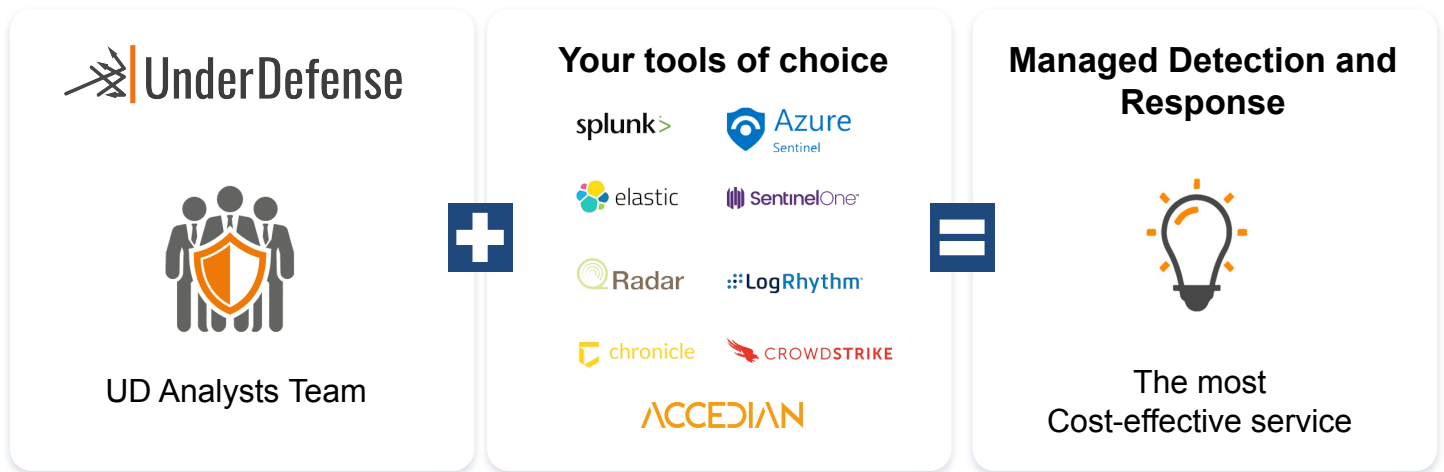 UnderDefense
UD Analysts Team
Your tools of choice
splunk>
Azure
Sentinel
elastic
SentinelOne
QRadar
LogRhythm
chronicle
CROWDSTRIKE
ACCEDIAN
Managed Detection and
Response
The most
Cost-effective service